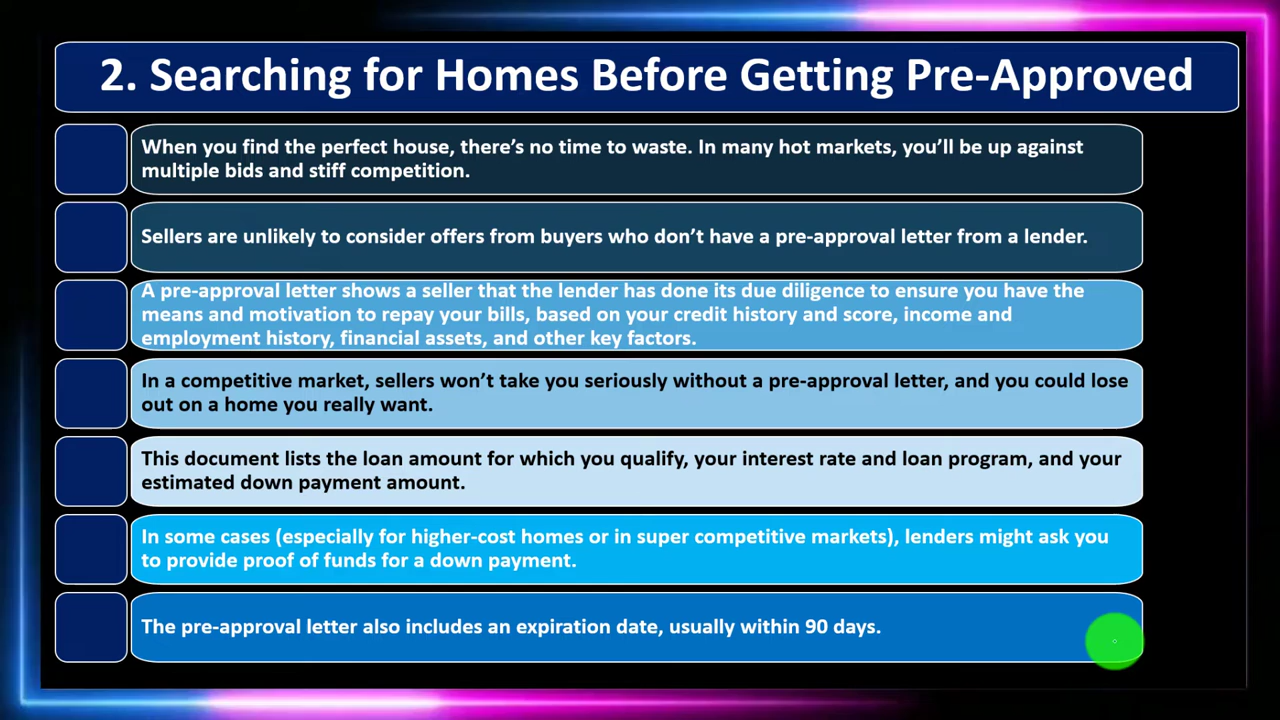 2. Searching for Homes Before Getting Pre-Approved
When you find the perfect house, there’s no time to waste. In many hot markets, you’ll be up against
multiple bids and stiff competition.
Sellers are unlikely to consider offers from buyers who don’t have a pre-approval letter from a lender.
A pre-approval letter shows a seller that the lender has done its due diligence to ensure you have the
means and motivation to repay your bills, based on your credit history and score, income and
employment history, financial assets, and other key factors.
In a competitive market, sellers won’t take you seriously without a pre-approval letter, and you could lose
out on a home you really want.
This document lists the loan amount for which you qualify, your interest rate and loan program, and your
estimated down payment amount.
In some cases (especially for higher-cost homes or in super competitive markets), lenders might ask you
to provide proof of funds for a down payment.
The pre-approval letter also includes an expiration date, usually within 90 days.